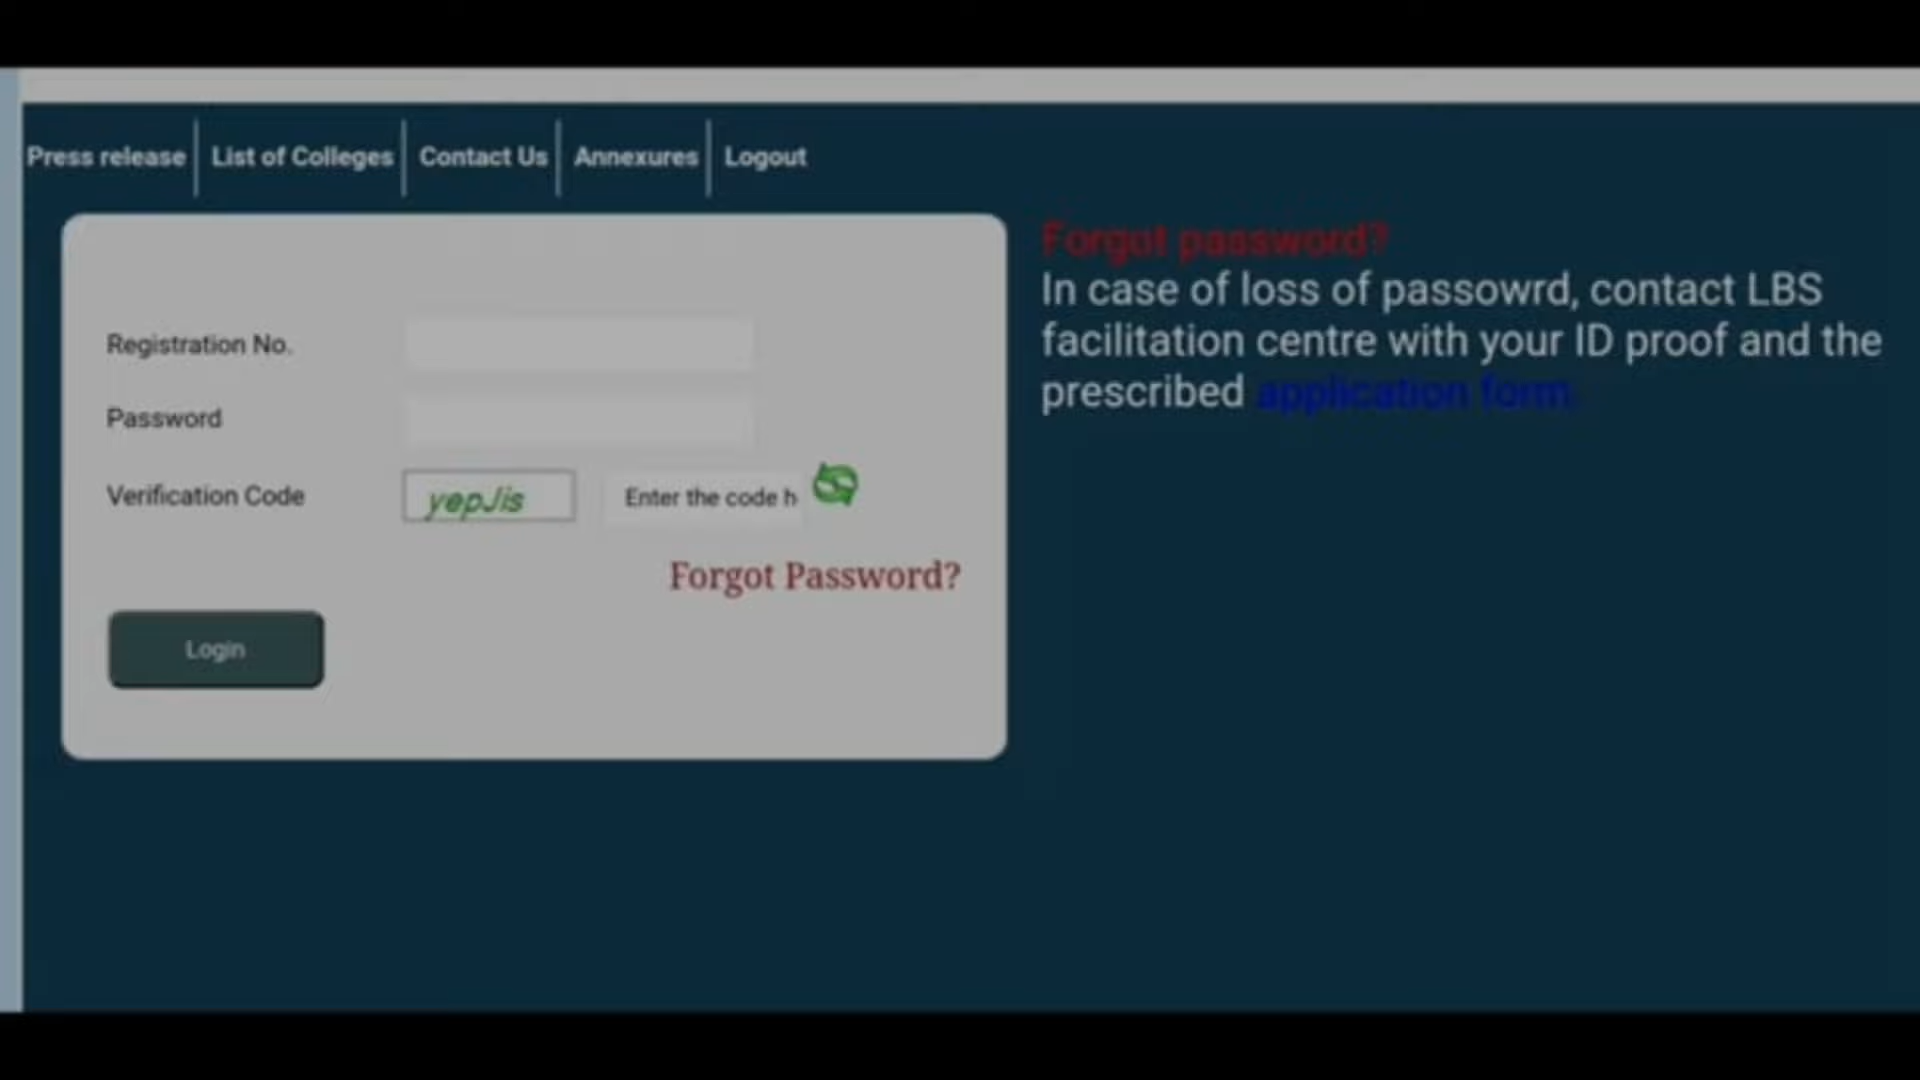 Press release List of Colleges Contact Us Annexures Logout
Registration No.
Password
Verification Code yepJis Enter the code h
Forgot Password?
Login
Forgot password?
In case of loss of passowrd, contact LBS
facilitation centre with your ID proof and the
prescribed application form.